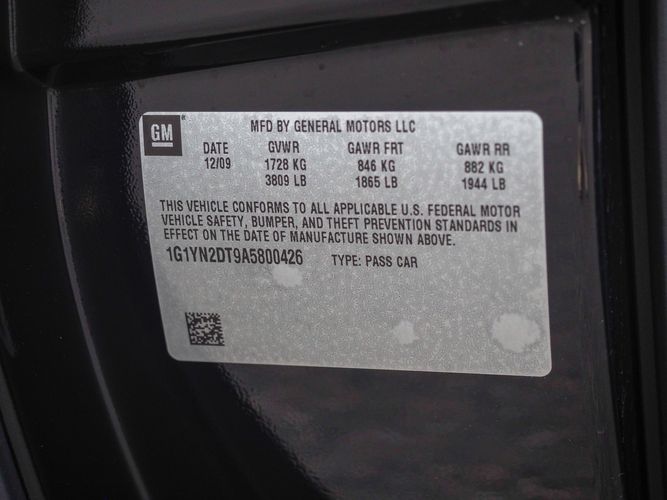 GM
MFD BY GENERAL MOTORS LLC
DATE GVWR GAWR FRT GAWR RR
12/09 1728 KG 846 KG 882 KG
3809 LB 1865 LB 1944 LB
THIS VEHICLE CONFORMS TO ALL APPLICABLE U.S. FEDERAL MOTOR
VEHICLE SAFETY, BUMPER, AND THEFT PREVENTION STANDARDS IN
EFFECT ON THE DATE OF MANUFACTURE SHOWN ABOVE.
1G1YN2DT9A5800426 TYPE: PASS CAR